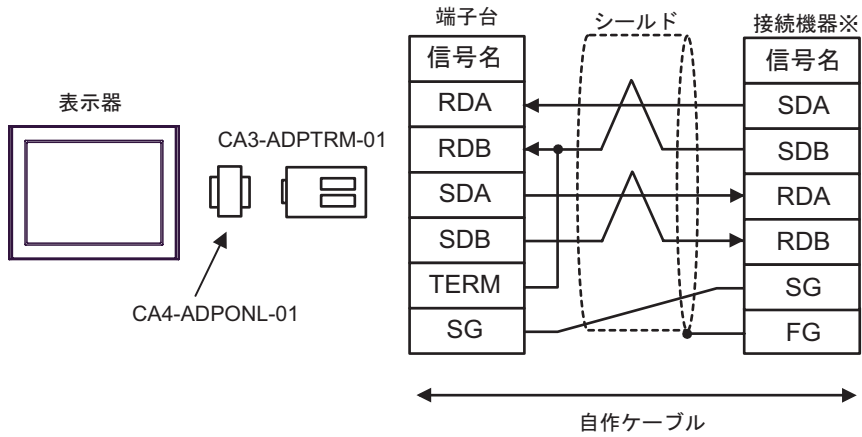 端子台
シールド
接続機器※
信号名
信号名
表示器
CA3-ADPTRM-01
CA4-ADPONL-01
RDA
SDA
RDB
SDB
SDA
RDA
SDB
RDB
TERM
SG
SG
FG
自作ケーブル